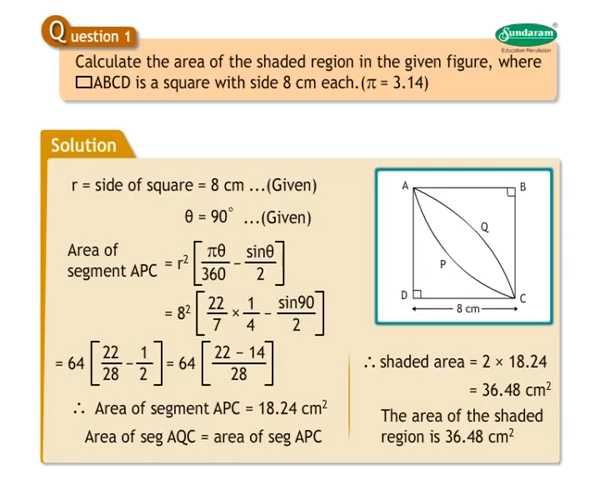 Question 1
Sundaram®
Education Revolution
Calculate the area of the shaded region in the given figure, where
□ABCD is a square with side 8 cm each.(π = 3.14)
Solution
r = side of square = 8 cm ...(Given)
θ = 90° ...(Given)
Area of segment APC = r² [πθ/360 − sinθ/2]
= 8² [22/7 × 1/4 − sin90/2]
= 64 [22/28 − 1/2] = 64 [22 − 14/28]
∴ Area of segment APC = 18.24 cm²
Area of seg AQC = area of seg APC
A
B
Q
P
D
C
8 cm
∴ shaded area = 2 × 18.24
= 36.48 cm²
The area of the shaded
region is 36.48 cm²